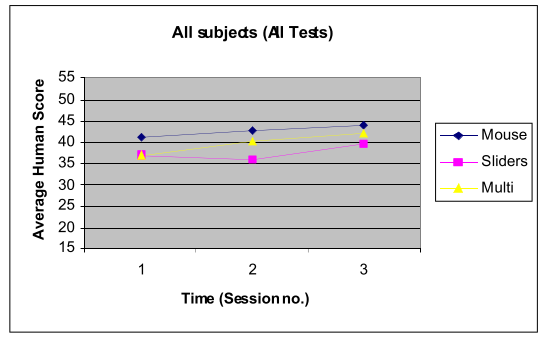 All subjects (All Tests)
Average Human Score
55
50
45
40
35
30
25
20
15
1 2 3
Time (Session no.)
Mouse
Sliders
Multi